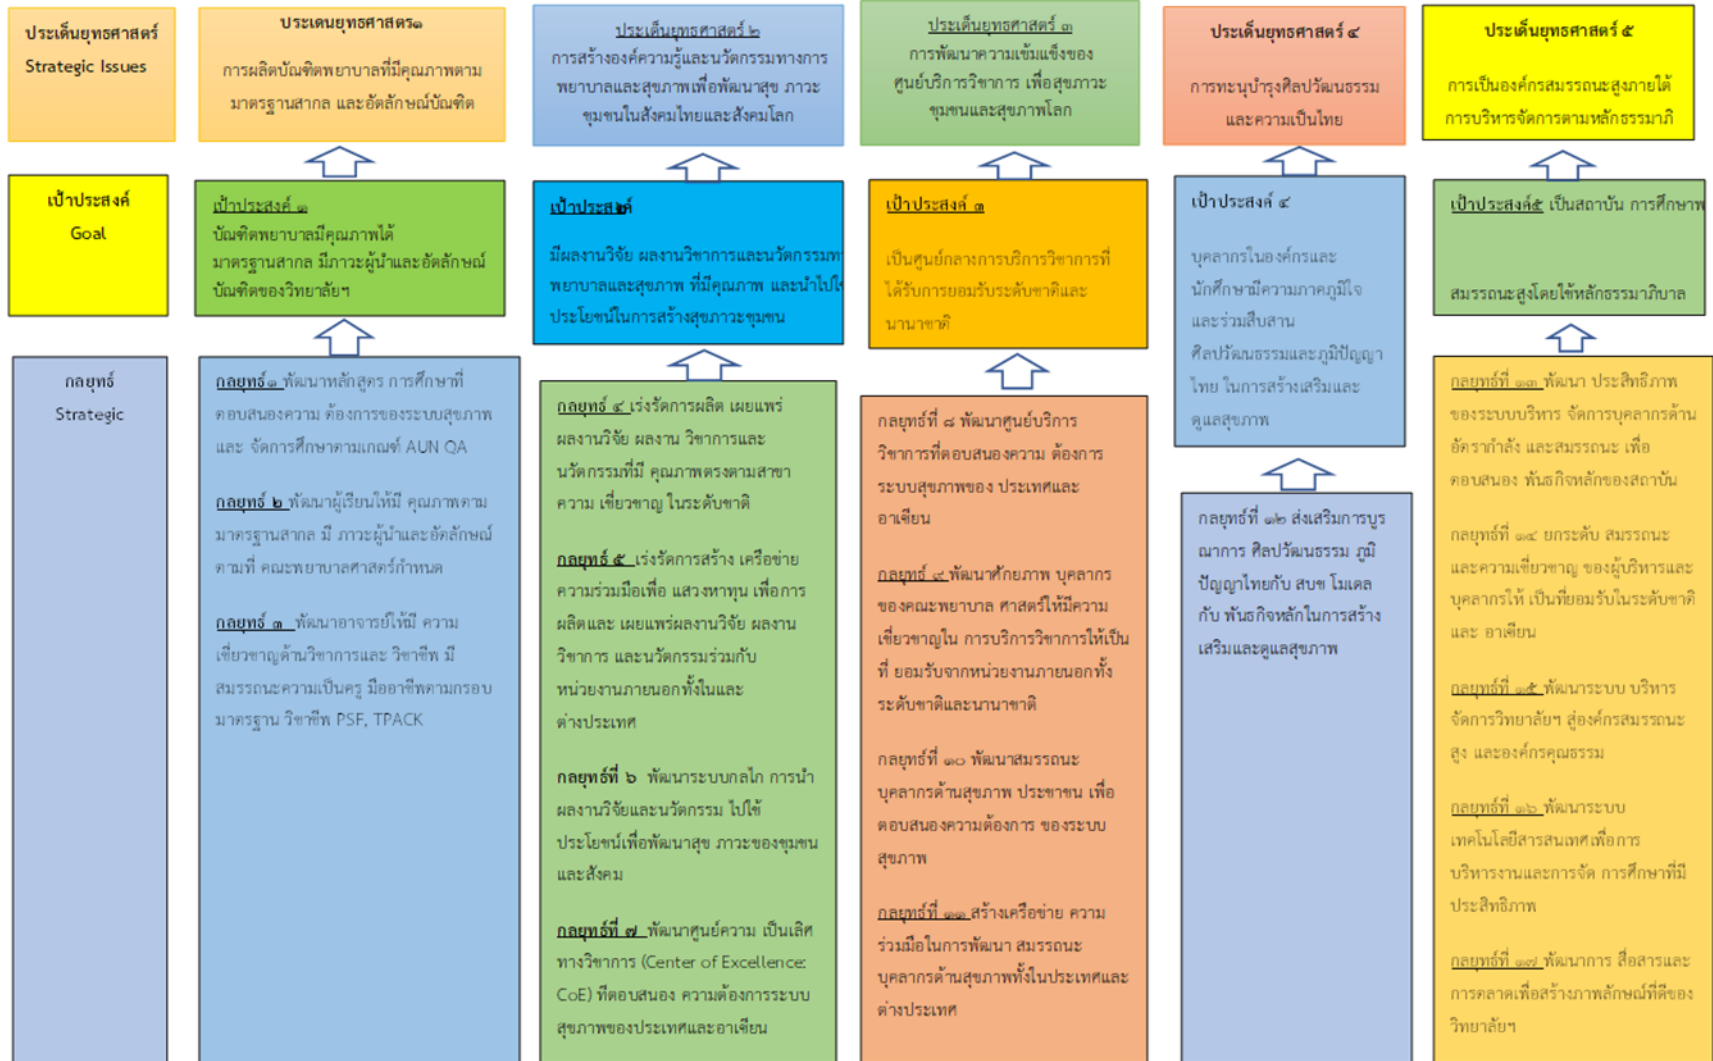 ประเด็นยุทธศาสตร์
Strategic Issues
ประเดนยุทธศาสตร๑
การผลิตบัณฑิตพยาบาลที่มีคุณภาพตาม
มาตรฐานสากล และอัตลักษณ์บัณฑิต
ประเด็นยุทธศาสตร์ ๒
การสร้างองค์ความรู้และนวัตกรรมทางการ
พยาบาลและสุขภาพเพื่อพัฒนาสุข ภาวะ
ชุมชนในสังคมไทยและสังคมโลก
ประเด็นยุทธศาสตร์ ๓
การพัฒนาความเข้มแข็งของ
ศูนย์บริการวิชาการ เพื่อสุขภาวะ
ชุมชนและสุขภาพโลก
ประเด็นยุทธศาสตร์ ๔
การทะนุบำรุงศิลปวัฒนธรรม
และความเป็นไทย
ประเด็นยุทธศาสตร์ ๕
การเป็นองค์กรสมรรถนะสูงภายใต้
การบริหารจัดการตามหลักธรรมาภิ
เป้าประสงค์
Goal
เป้าประสงค์ ๑
บัณฑิตพยาบาลมีคุณภาพได้
มาตรฐานสากล มีภาวะผู้นำและอัตลักษณ์
บัณฑิตของวิทยาลัยฯ
เป้าประสงค์๒
มีผลงานวิจัย ผลงานวิชาการและนวัตกรรมท
พยาบาลและสุขภาพ ที่มีคุณภาพ และนำไปใช้
ประโยชน์ในการสร้างสุขภาวะชุมชน
เป้าประสงค์ ๓
เป็นศูนย์กลางการบริการวิชาการที่
ได้รับการยอมรับระดับชาติและ
นานาชาติ
เป้าประสงค์ ๔
บุคลากรในองค์กรและ
นักศึกษามีความภาคภูมิใจ
และร่วมสืบสาน
ศิลปวัฒนธรรมและภูมิปัญญา
ไทย ในการสร้างเสริมและ
ดูแลสุขภาพ
เป้าประสงค์๕ เป็นสถาบัน การศึกษาพ
สมรรถนะสูงโดยใช้หลักธรรมาภิบาล
กลยุทธ์
Strategic
กลยุทธ์๑ พัฒนาหลักสูตร การศึกษาที่
ตอบสนองความ ต้องการของระบบสุขภาพ
และ จัดการศึกษาตามเกณฑ์ AUN QA
กลยุทธ์ ๒ พัฒนาผู้เรียนให้มี คุณภาพตาม
มาตรฐานสากล มี ภาวะผู้นำและอัตลักษณ์
ตามที่ คณะพยาบาลศาสตร์กำหนด
กลยุทธ์ ๓ พัฒนาอาจารย์ให้มี ความ
เชี่ยวชาญด้านวิชาการและ วิชาชีพ มี
สมรรถนะความเป็นครู มืออาชีพตามกรอบ
มาตรฐาน วิชาชีพ PSF, TPACK
กลยุทธ์ ๔ เร่งรัดการผลิต เผยแพร่
ผลงานวิจัย ผลงาน วิชาการและ
นวัตกรรมที่มี คุณภาพตรงตามสาขา
ความ เชี่ยวชาญ ในระดับชาติ
กลยุทธ์ ๕ เร่งรัดการสร้าง เครือข่าย
ความร่วมมือเพื่อ แสวงหาทุน เพื่อการ
ผลิตและ เผยแพร่ผลงานวิจัย ผลงาน
วิชาการ และนวัตกรรมร่วมกับ
หน่วยงานภายนอกทั้งในและ
ต่างประเทศ
กลยุทธ์ที่ ๖ พัฒนาระบบกลไก การนำ
ผลงานวิจัยและนวัตกรรม ไปใช้
ประโยชน์เพื่อพัฒนาสุข ภาวะของชุมชน
และสังคม
กลยุทธ์ที่ ๗ พัฒนาศูนย์ความ เป็นเลิศ
ทางวิชาการ (Center of Excellence:
CoE) ที่ตอบสนอง ความต้องการระบบ
สุขภาพของประเทศและอาเซียน
กลยุทธ์ที่ ๘ พัฒนาศูนย์บริการ
วิชาการที่ตอบสนองความ ต้องการ
ระบบสุขภาพของ ประเทศและ
อาเซียน
กลยุทธ์ ๙ พัฒนาศักยภาพ บุคลากร
ของคณะพยาบาล ศาสตร์ให้มีความ
เชี่ยวชาญใน การบริการวิชาการให้เป็น
ที่ ยอมรับจากหน่วยงานภายนอกทั้ง
ระดับชาติและนานาชาติ
กลยุทธ์ที่ ๑๐ พัฒนาสมรรถนะ
บุคลากรด้านสุขภาพ ประชาชน เพื่อ
ตอบสนองความต้องการ ของระบบ
สุขภาพ
กลยุทธ์ที่ ๑๑ สร้างเครือข่าย ความ
ร่วมมือในการพัฒนา สมรรถนะ
บุคลากรด้านสุขภาพทั้งในประเทศและ
ต่างประเทศ
กลยุทธ์ที่ ๑๒ ส่งเสริมการบูร
ณาการ ศิลปวัฒนธรรม ภูมิ
ปัญญาไทยกับ สบช โมเดล
กับ พันธกิจหลักในการสร้าง
เสริมและดูแลสุขภาพ
กลยุทธ์ที่ ๑๓ พัฒนา ประสิทธิภาพ
ของระบบบริหาร จัดการบุคลากรด้าน
อัตรากำลัง และสมรรถนะ เพื่อ
ตอบสนอง พันธกิจหลักของสถาบัน
กลยุทธ์ที่ ๑๔ ยกระดับ สมรรถนะ
และความเชี่ยวชาญ ของผู้บริหารและ
บุคลากรให้ เป็นที่ยอมรับในระดับชาติ
และ อาเซียน
กลยุทธ์ที่ ๑๕ พัฒนาระบบ บริหาร
จัดการวิทยาลัยฯ สู่องค์กรสมรรถนะ
สูง และองค์กรคุณธรรม
กลยุทธ์ที่ ๑๖ พัฒนาระบบ
เทคโนโลยีสารสนเทศเพื่อการ
บริหารงานและการจัด การศึกษาที่มี
ประสิทธิภาพ
กลยุทธ์ที่ ๑๗ พัฒนาการ สื่อสารและ
การตลาดเพื่อสร้างภาพลักษณ์ที่ดีของ
วิทยาลัยฯ